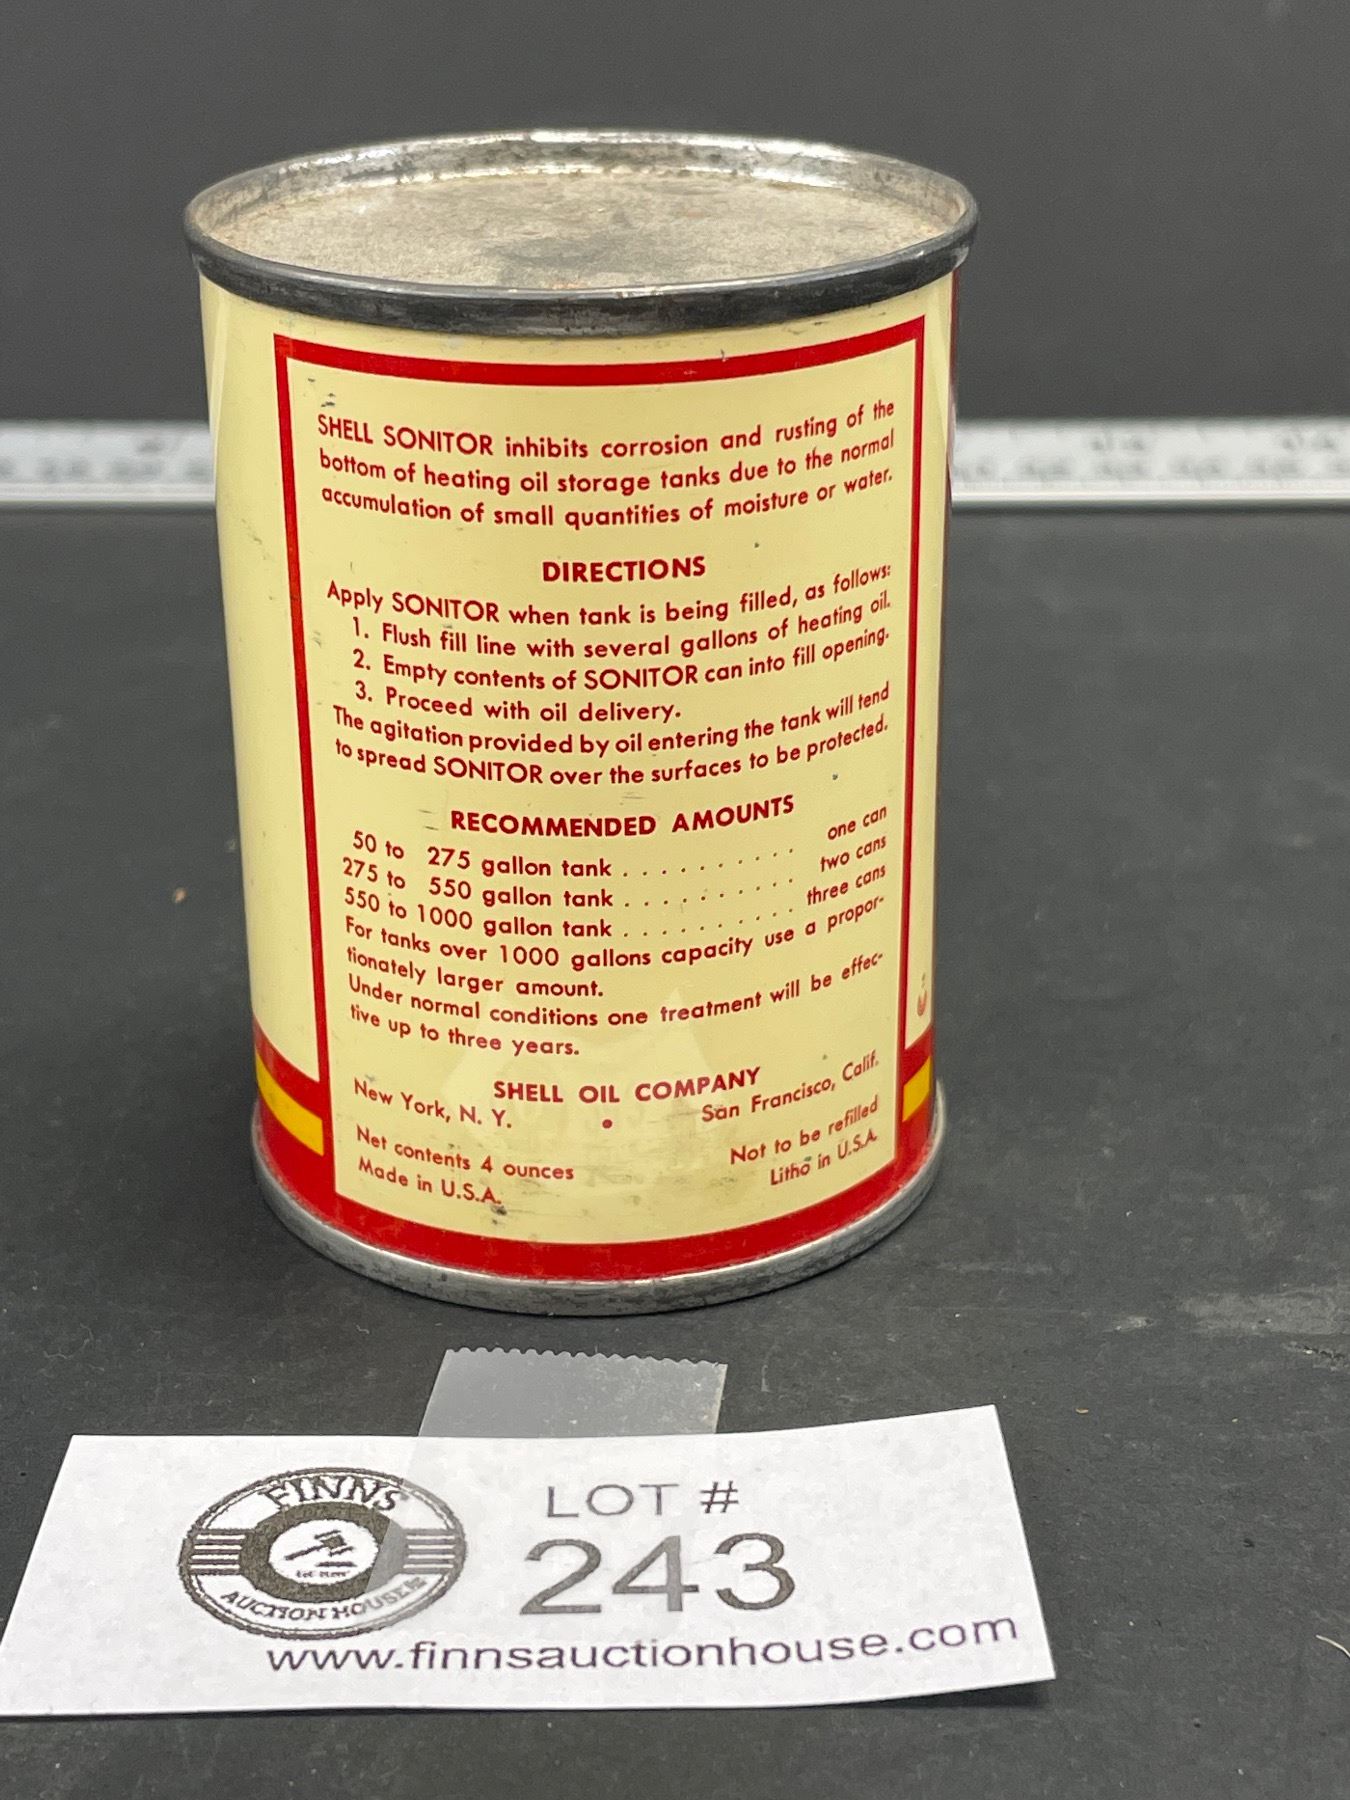 SHELL SONITOR inhibits corrosion and rusting of the
bottom of heating oil storage tanks due to the normal
accumulation of small quantities of moisture or water.
DIRECTIONS
Apply SONITOR when tank is being filled, as follows:
1. Flush fill line with several gallons of heating oil.
2. Empty contents of SONITOR can into fill opening.
3. Proceed with oil delivery.
The agitation provided by oil entering the tank will tend
to spread SONITOR over the surfaces to be protected.
RECOMMENDED AMOUNTS
50 to 275 gallon tank . . . . . . . . . . one can
275 to 550 gallon tank . . . . . . . . . . two cans
550 to 1000 gallon tank . . . . . . . . . . three cans
For tanks over 1000 gallons capacity use a propor-
tionately larger amount.
Under normal conditions one treatment will be effec-
tive up to three years.
SHELL OIL COMPANY
New York, N. Y. • San Francisco, Calif.
Net contents 4 ounces Not to be refilled
Made in U.S.A. Litho in U.S.A.
FINNS
AUCTION HOUSE
LOT #
243
www.finnsauctionhouse.com